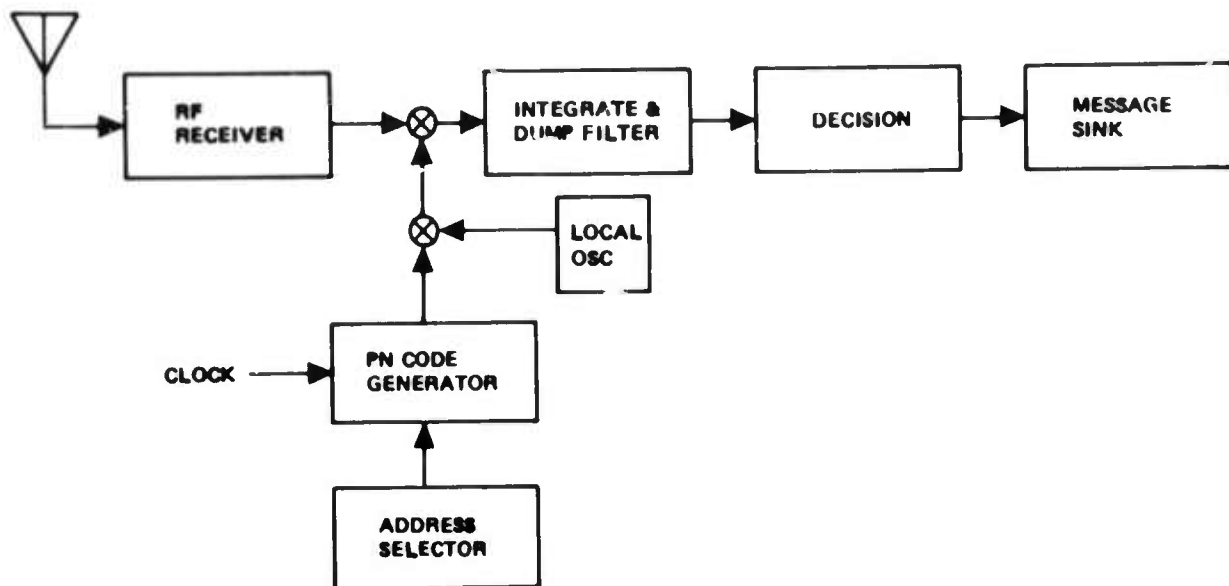 RF
RECEIVER
INTEGRATE &
DUMP FILTER
DECISION
MESSAGE
SINK
LOCAL
OSC
CLOCK
PN CODE
GENERATOR
ADDRESS
SELECTOR